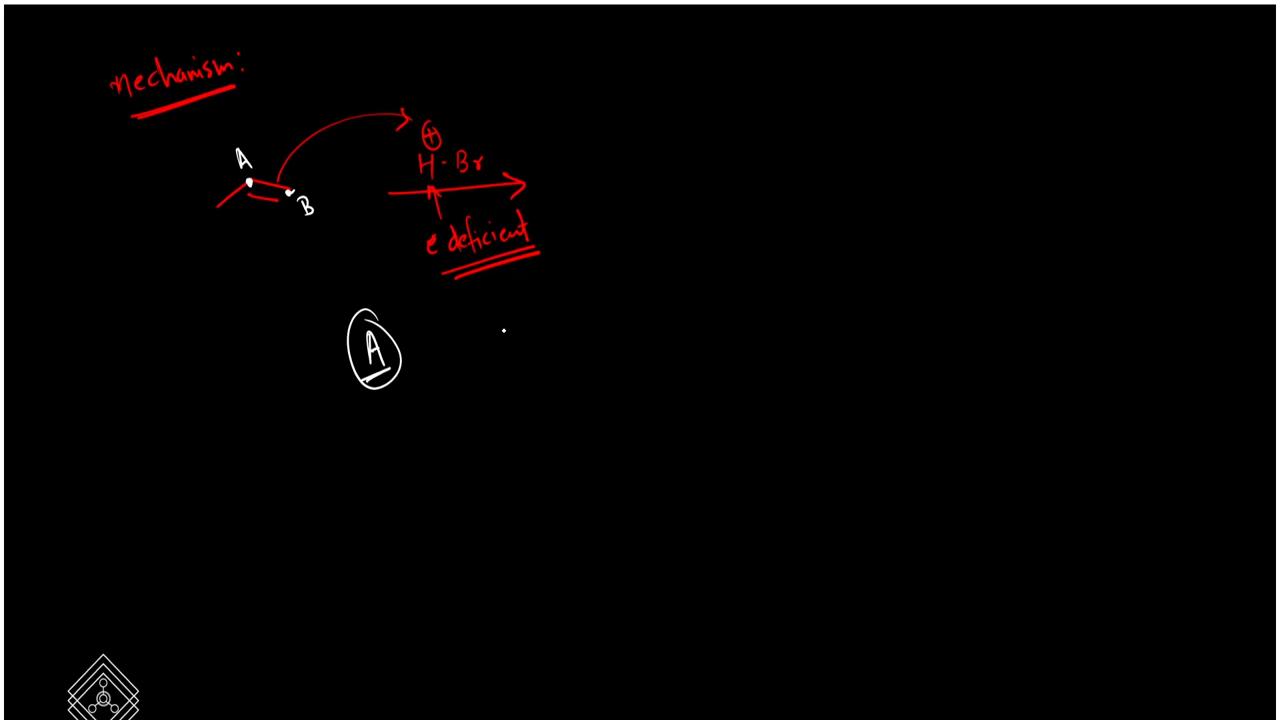 mechanism:
A
B
⊕
H-Br
e deficient
A